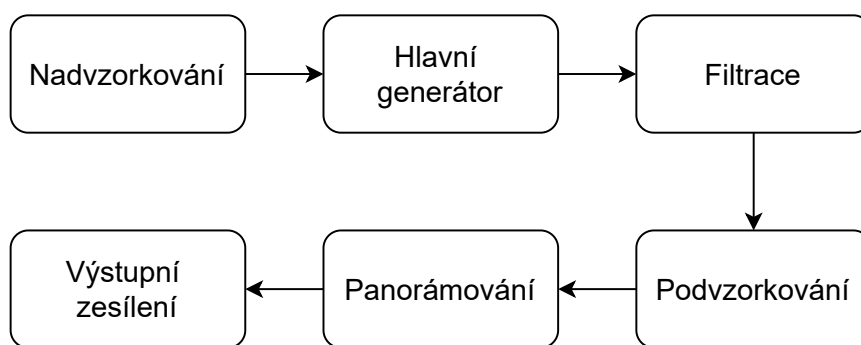 Nadvzorkování
Hlavní
generátor
Filtrace
Výstupní
zesílení
Panorámování
Podvzorkování